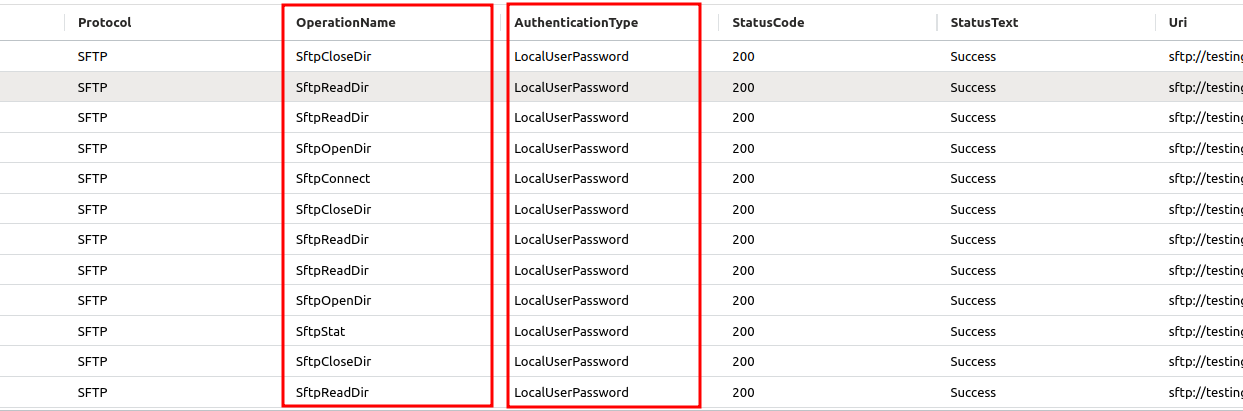 Protocol OperationName AuthenticationType StatusCode StatusText Uri
SFTP SftpCloseDir LocalUserPassword 200 Success sftp://testing
SFTP SftpReadDir LocalUserPassword 200 Success sftp://testing
SFTP SftpReadDir LocalUserPassword 200 Success sftp://testing
SFTP SftpOpenDir LocalUserPassword 200 Success sftp://testing
SFTP SftpConnect LocalUserPassword 200 Success sftp://testing
SFTP SftpCloseDir LocalUserPassword 200 Success sftp://testing
SFTP SftpReadDir LocalUserPassword 200 Success sftp://testing
SFTP SftpReadDir LocalUserPassword 200 Success sftp://testing
SFTP SftpOpenDir LocalUserPassword 200 Success sftp://testing
SFTP SftpStat LocalUserPassword 200 Success sftp://testing
SFTP SftpCloseDir LocalUserPassword 200 Success sftp://testing
SFTP SftpReadDir LocalUserPassword 200 Success sftp://testing